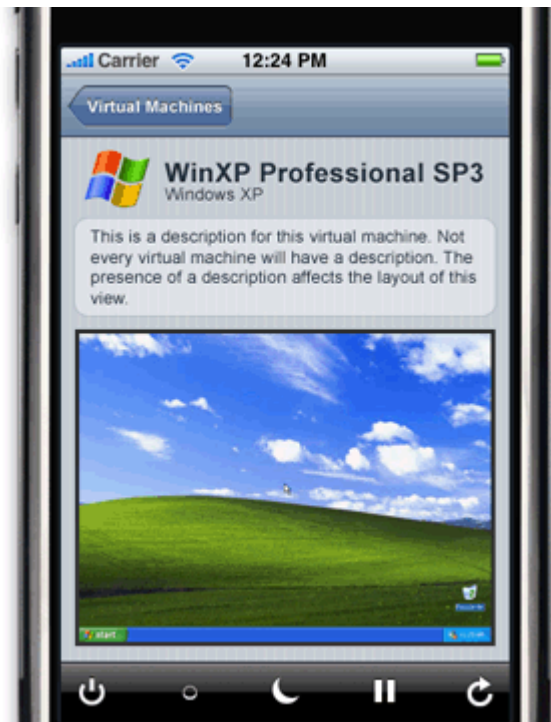 Carrier 12:24 PM
Virtual Machines
WinXP Professional SP3
Windows XP
This is a description for this virtual machine. Not
every virtual machine will have a description. The
presence of a description affects the layout of this
view.
start